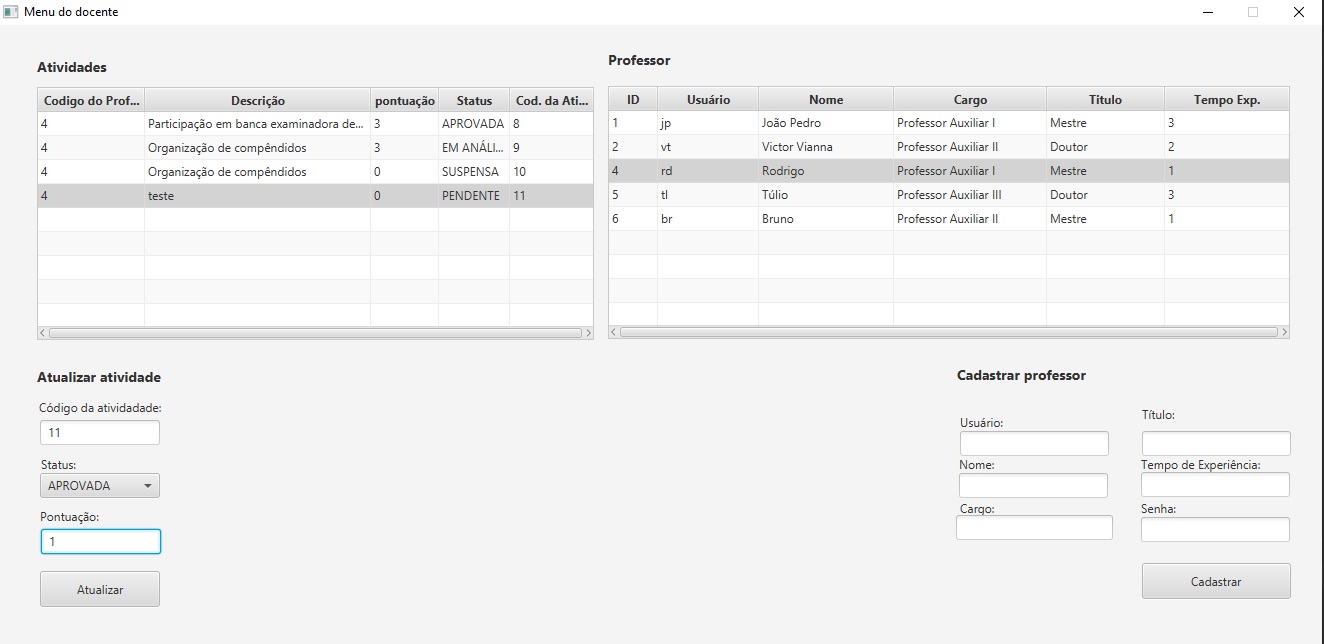 Menu do docente
Atividades
Codigo do Prof... Descrição pontuação Status Cod. da Ati...
4 Participação em banca examinadora de... 3 APROVADA 8
4 Organização de compêndidos 3 EM ANÁLI... 9
4 Organização de compêndidos 0 SUSPENSA 10
4 teste 0 PENDENTE 11
Professor
ID Usuário Nome Cargo Titulo Tempo Exp.
1 jp João Pedro Professor Auxiliar I Mestre 3
2 vt Victor Vianna Professor Auxiliar II Doutor 2
4 rd Rodrigo Professor Auxiliar I Mestre 1
5 tl Túlio Professor Auxiliar III Doutor 3
6 br Bruno Professor Auxiliar II Mestre 1
Atualizar atividade
Código da atividadade:
11
Status:
APROVADA
Pontuação:
1
Atualizar
Cadastrar professor
Usuário:
Nome:
Cargo:
Título:
Tempo de Experiência:
Senha:
Cadastrar